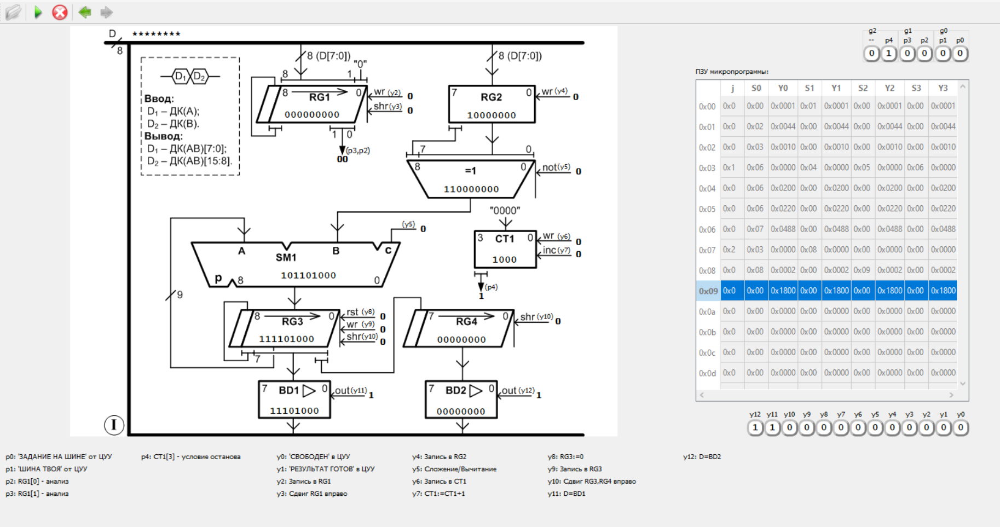 D ********
8
D₁ D₂
Ввод:
D₁ – ДК(A);
D₂ – ДК(B).
Вывод:
D₁ – ДК(AB)[7:0];
D₂ – ДК(AB)[15:8].
8 (D[7:0])
"0"
8 1
8 0
RG1
000000000
wr (y2) 0
shr(y3) 0
1 0
(p3,p2)
00
8 (D[7:0])
7 0
RG2
10000000
wr(y4) 0
7 0
8 0
=1
110000000
not(y5) 0
"0000"
3 CT1 0
1000
wr (y6) 0
inc(y7) 0
(p4)
1
(y5) 0
A B C
SM1
101101000
p 8 0
9
8 0
RG3
111101000
rst (y8) 0
wr (y9) 0
shr(y10) 0
7
7 0
RG4
00000000
shr(y10) 0
7 BD1 0
11101000
out(y11) 1
7 BD2 0
00000000
out(y12) 1
I
g2 g1 g0
-- p4 p3 p2 p1 p0
0 1 0 0 0 0
ПЗУ микропрограммы:
j S0 Y0 S1 Y1 S2 Y2 S3 Y3
0x00 0x0 0x00 0x0001 0x01 0x0001 0x00 0x0001 0x00 0x0001
0x01 0x0 0x02 0x0044 0x00 0x0044 0x00 0x0044 0x00 0x0044
0x02 0x0 0x03 0x0010 0x00 0x0010 0x00 0x0010 0x00 0x0010
0x03 0x1 0x06 0x0000 0x04 0x0000 0x05 0x0000 0x06 0x0000
0x04 0x0 0x06 0x0200 0x00 0x0200 0x00 0x0200 0x00 0x0200
0x05 0x0 0x06 0x0220 0x00 0x0220 0x00 0x0220 0x00 0x0220
0x06 0x0 0x07 0x0488 0x00 0x0488 0x00 0x0488 0x00 0x0488
0x07 0x2 0x03 0x0000 0x08 0x0000 0x00 0x0000 0x00 0x0000
0x08 0x0 0x08 0x0002 0x00 0x0002 0x09 0x0002 0x00 0x0002
0x09 0x0 0x00 0x1800 0x00 0x1800 0x00 0x1800 0x00 0x1800
0x0a 0x0 0x00 0x0000 0x00 0x0000 0x00 0x0000 0x00 0x0000
0x0b 0x0 0x00 0x0000 0x00 0x0000 0x00 0x0000 0x00 0x0000
0x0c 0x0 0x00 0x0000 0x00 0x0000 0x00 0x0000 0x00 0x0000
0x0d 0x0 0x00 0x0000 0x00 0x0000 0x00 0x0000 0x00 0x0000
y12 y11 y10 y9 y8 y7 y6 y5 y4 y3 y2 y1 y0
1 1 0 0 0 0 0 0 0 0 0 0 0
p0: 'ЗАДАНИЕ НА ШИНЕ' от ЦУУ
p1: 'ШИНА ТВОЯ' от ЦУУ
p2: RG1[0] - анализ
p3: RG1[1] - анализ
p4: CT1[3] - условие останова
y0: 'СВОБОДЕН' в ЦУУ
y1: 'РЕЗУЛЬТАТ ГОТОВ' в ЦУУ
y2: Запись в RG1
y3: Сдвиг RG1 вправо
y4: Запись в RG2
y5: Сложение/Вычитание
y6: Запись в CT1
y7: CT1:=CT1+1
y8: RG3:=0
y9: Запись в RG3
y10: Сдвиг RG3,RG4 вправо
y11: D=BD1
y12: D=BD2